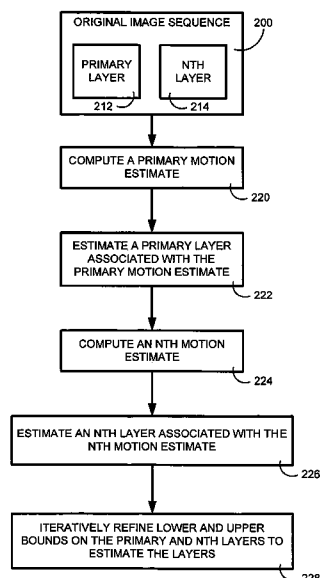 ORIGINAL IMAGE SEQUENCE
200
PRIMARY
LAYER
212
NTH
LAYER
214
COMPUTE A PRIMARY MOTION
ESTIMATE
220
ESTIMATE A PRIMARY LAYER
ASSOCIATED WITH THE
PRIMARY MOTION ESTIMATE
222
COMPUTE AN NTH MOTION
ESTIMATE
224
ESTIMATE AN NTH LAYER ASSOCIATED WITH THE
NTH MOTION ESTIMATE
226
ITERATIVELY REFINE LOWER AND UPPER
BOUNDS ON THE PRIMARY AND NTH LAYERS TO
ESTIMATE THE LAYERS
228